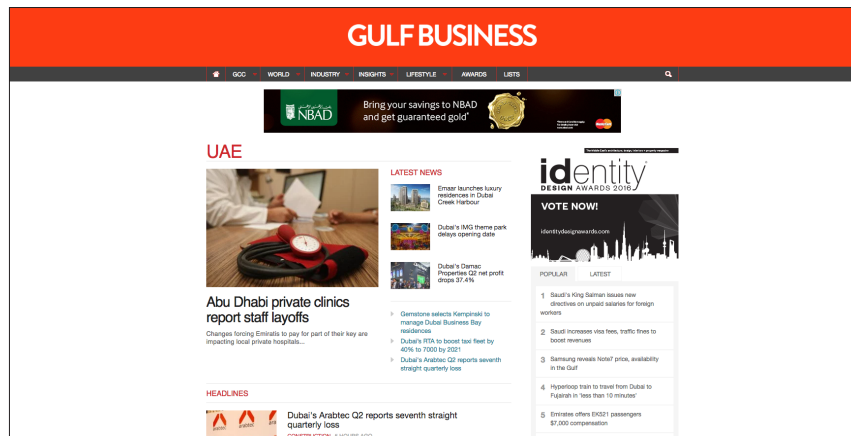 GULF BUSINESS
GCC
WORLD
INDUSTRY
INSIGHTS
LIFESTYLE
AWARDS
LISTS
NBAD
Bring your savings to NBAD
and get guaranteed gold*
MasterCard
UAE
Abu Dhabi private clinics
report staff layoffs
Changes forcing Emiratis to pay for part of their key are
impacting local private hospitals...
LATEST NEWS
Emaar launches luxury
residences in Dubai
Creek Harbour
Dubai's IMG theme park
delays opening date
Dubai's Damac
Properties Q2 net profit
drops 37.4%
Gemstone selects Kempinski to
manage Dubai Business Bay
residences
Dubai's RTA to boost taxi fleet by
40% to 7000 by 2021
Dubai's Arabtec Q2 reports seventh
straight quarterly loss
identity
DESIGN AWARDS 2016
VOTE NOW!
identitydesignawards.com
POPULAR
LATEST
1 Saudi's King Salman issues new
directives on unpaid salaries for foreign
workers
2 Saudi increases visa fees, traffic fines to
boost revenues
3 Samsung reveals Note7 price, availability
in the Gulf
4 Hyperloop train to travel from Dubai to
Fujairah in 'less than 10 minutes'
5 Emirates offers EK521 passengers
$7,000 compensation
HEADLINES
Dubai's Arabtec Q2 reports seventh straight
quarterly loss
CONSTRUCTION 5 HOURS AGO